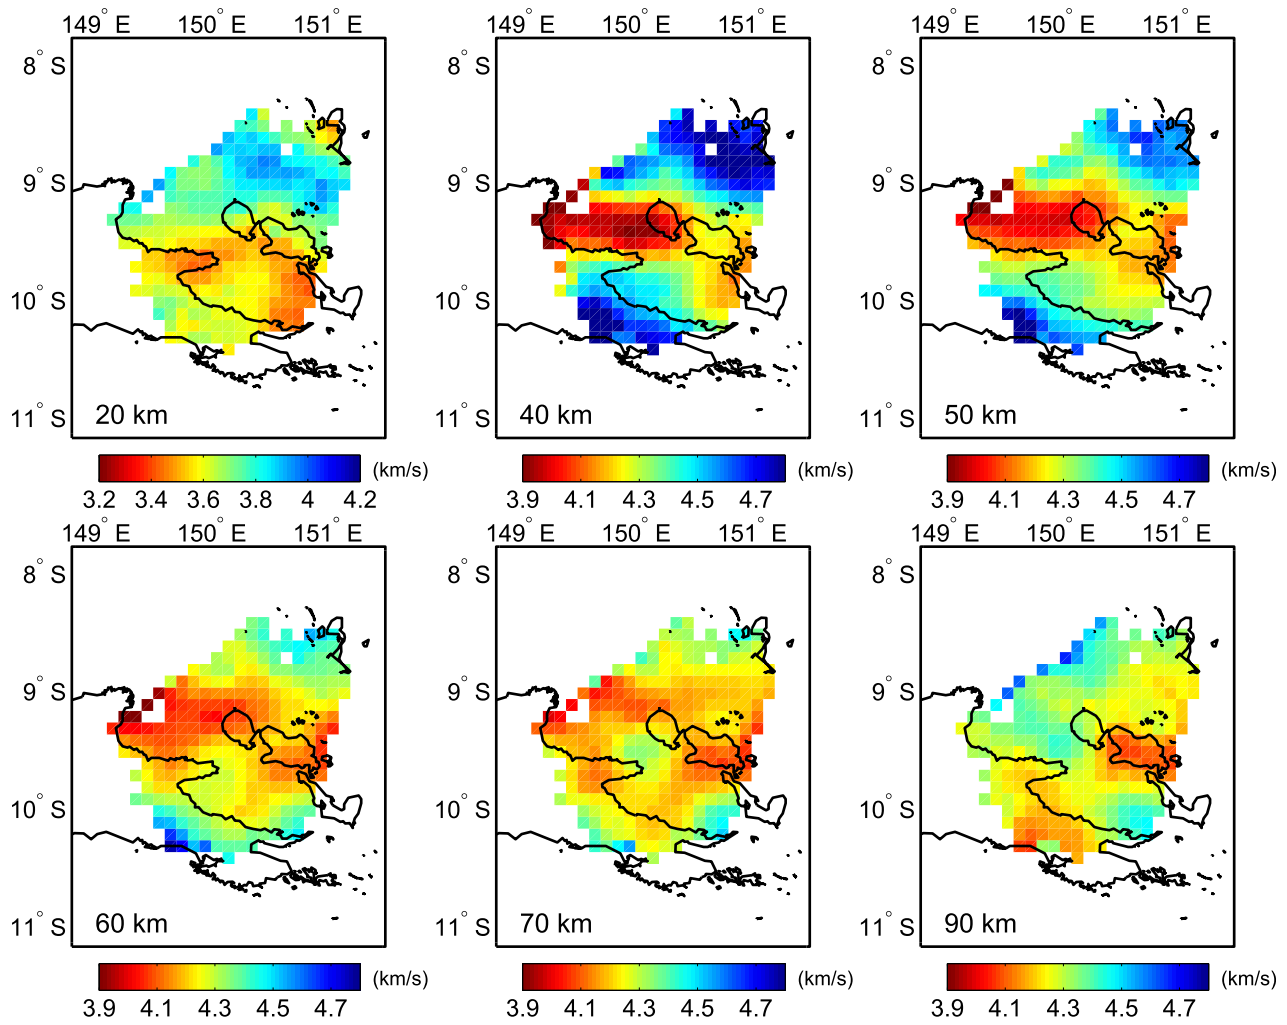 149° E 150° E 151° E 149° E 150° E 151° E 149° E 150° E 151° E
8° S 8° S 8° S
9° S 9° S 9° S
10° S 10° S 10° S
11° S 11° S 11° S
20 km 40 km 50 km
(km/s) (km/s) (km/s)
3.2 3.4 3.6 3.8 4 4.2 3.9 4.1 4.3 4.5 4.7 3.9 4.1 4.3 4.5 4.7
149° E 150° E 151° E 149° E 150° E 151° E 149° E 150° E 151° E
8° S 8° S 8° S
9° S 9° S 9° S
10° S 10° S 10° S
11° S 11° S 11° S
60 km 70 km 90 km
(km/s) (km/s) (km/s)
3.9 4.1 4.3 4.5 4.7 3.9 4.1 4.3 4.5 4.7 3.9 4.1 4.3 4.5 4.7